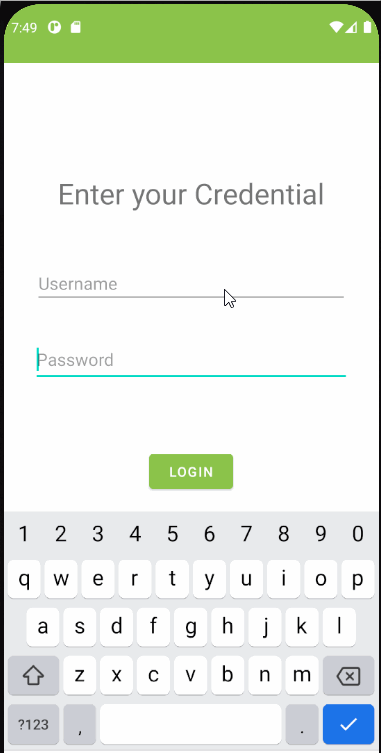 7:49
Enter your Credential
Username
Password
LOGIN
1 2 3 4 5 6 7 8 9 0
q w e r t y u i o p
a s d f g h j k l
z x c v b n m
?123 , .